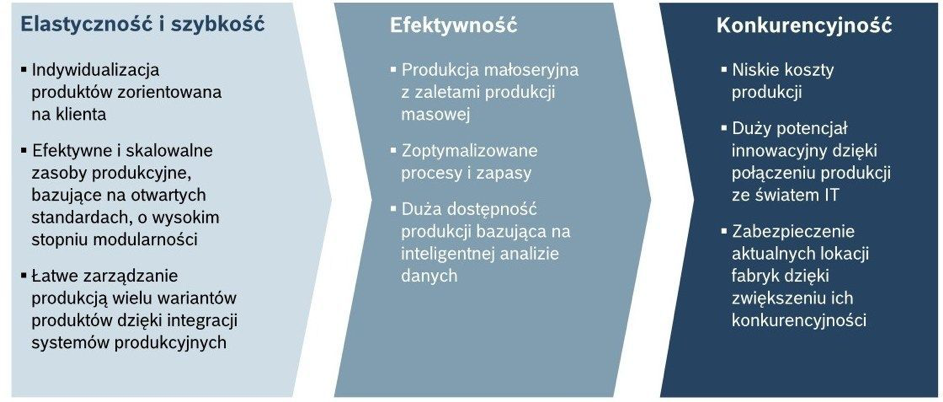 Elastyczność i szybkość
▪ Indywidualizacja
produktów zorientowana
na klienta
▪ Efektywne i skalowalne
zasoby produkcyjne,
bazujące na otwartych
standardach, o wysokim
stopniu modularności
▪ Łatwe zarządzanie
produkcją wielu wariantów
produktów dzięki integracji
systemów produkcyjnych
Efektywność
▪ Produkcja małoseryjna
z zaletami produkcji
masowej
▪ Zoptymalizowane
procesy i zapasy
▪ Duża dostępność
produkcji bazująca na
inteligentnej analizie
danych
Konkurencyjność
▪ Niskie koszty
produkcji
▪ Duży potencjał
innowacyjny dzięki
połączeniu produkcji
ze światem IT
▪ Zabezpieczenie
aktualnych lokacji
fabryk dzięki
zwiększeniu ich
konkurencyjności